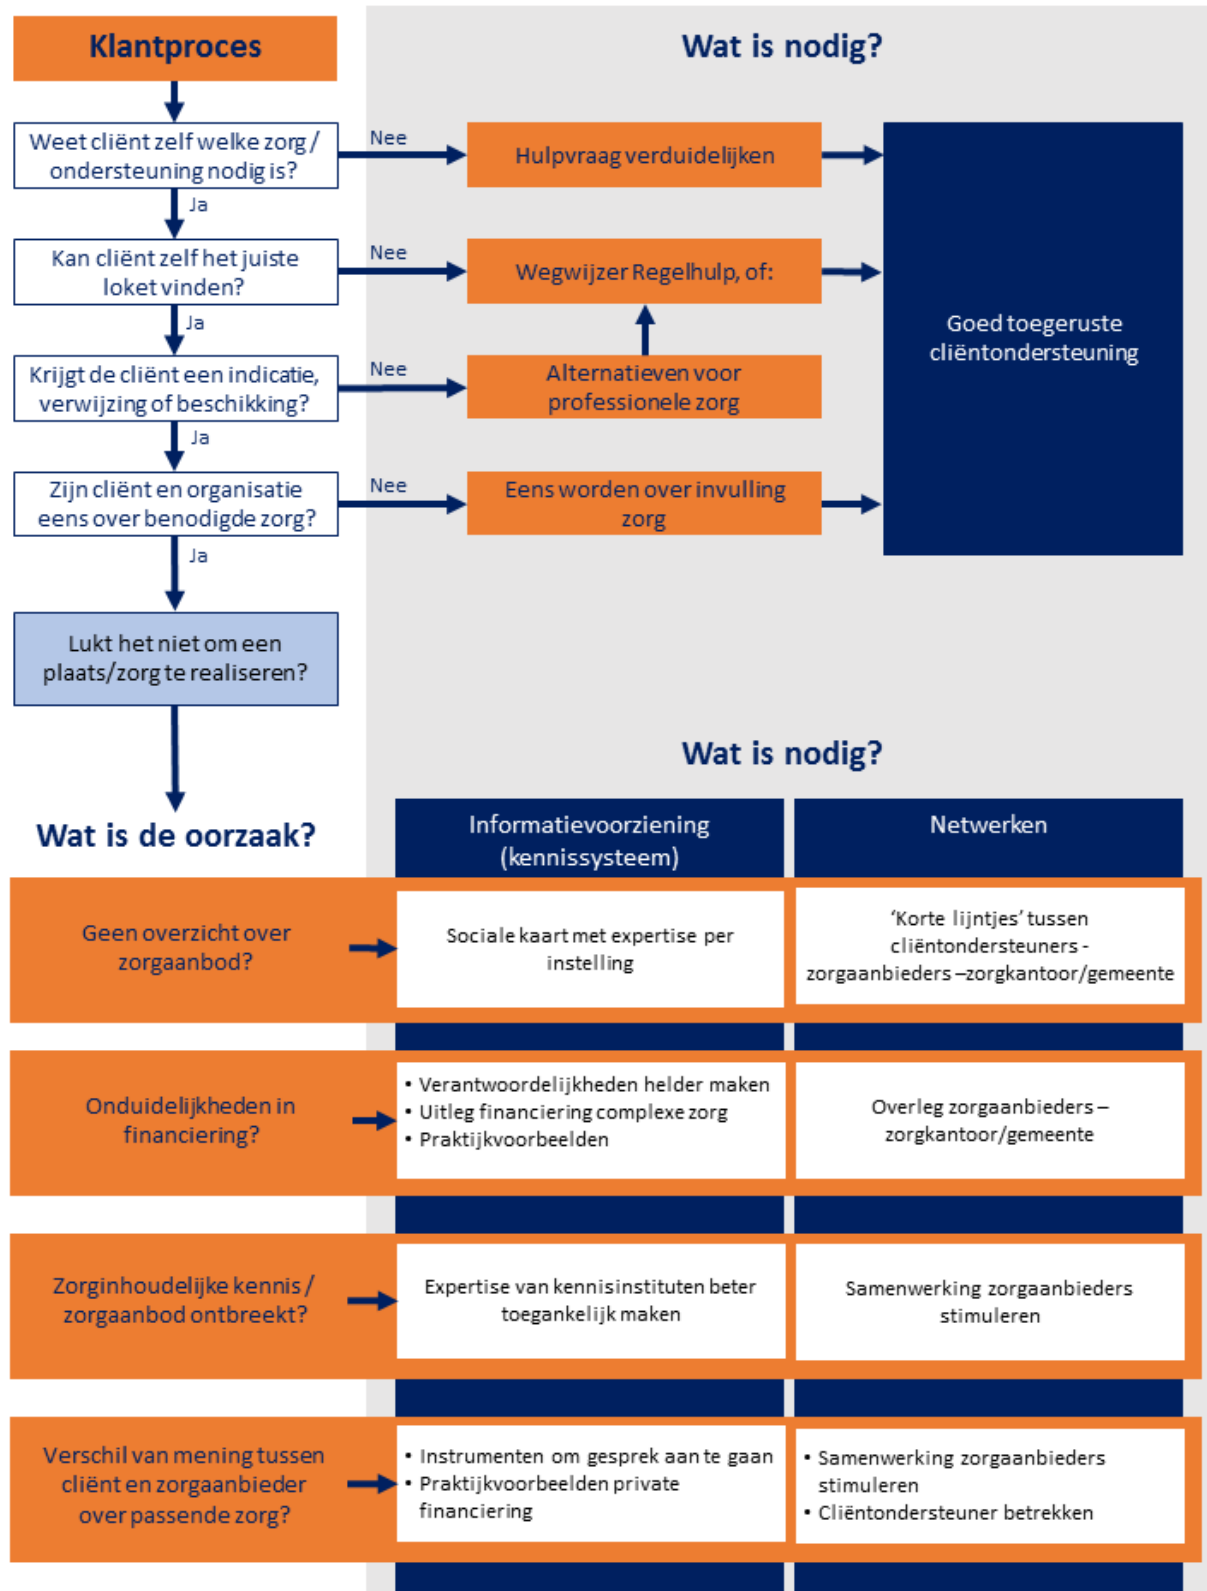 Klantproces
Wat is nodig?
Weet cliënt zelf welke zorg /
ondersteuning nodig is?
Nee
Hulpvraag verduidelijken
Ja
Kan cliënt zelf het juiste
loket vinden?
Nee
Wegwijzer Regelhulp, of:
Goed toegeruste
cliëntondersteuning
Ja
Krijgt de cliënt een indicatie,
verwijzing of beschikking?
Nee
Alternatieven voor
professionele zorg
Ja
Zijn cliënt en organisatie
eens over benodigde zorg?
Nee
Eens worden over invulling
zorg
Ja
Lukt het niet om een
plaats/zorg te realiseren?
Wat is nodig?
Wat is de oorzaak?
Informatievoorziening
(kennissysteem)
Netwerken
Geen overzicht over
zorgaanbod?
Sociale kaart met expertise per
instelling
‘Korte lijntjes’ tussen
cliëntondersteuners -
zorgaanbieders –zorgkantoor/gemeente
Onduidelijkheden in
financiering?
• Verantwoordelijkheden helder maken
• Uitleg financiering complexe zorg
• Praktijkvoorbeelden
Overleg zorgaanbieders –
zorgkantoor/gemeente
Zorginhoudelijke kennis /
zorgaanbod ontbreekt?
Expertise van kennisinstituten beter
toegankelijk maken
Samenwerking zorgaanbieders
stimuleren
Verschil van mening tussen
cliënt en zorgaanbieder
over passende zorg?
• Instrumenten om gesprek aan te gaan
• Praktijkvoorbeelden private
financiering
• Samenwerking zorgaanbieders
stimuleren
• Cliëntondersteuner betrekken